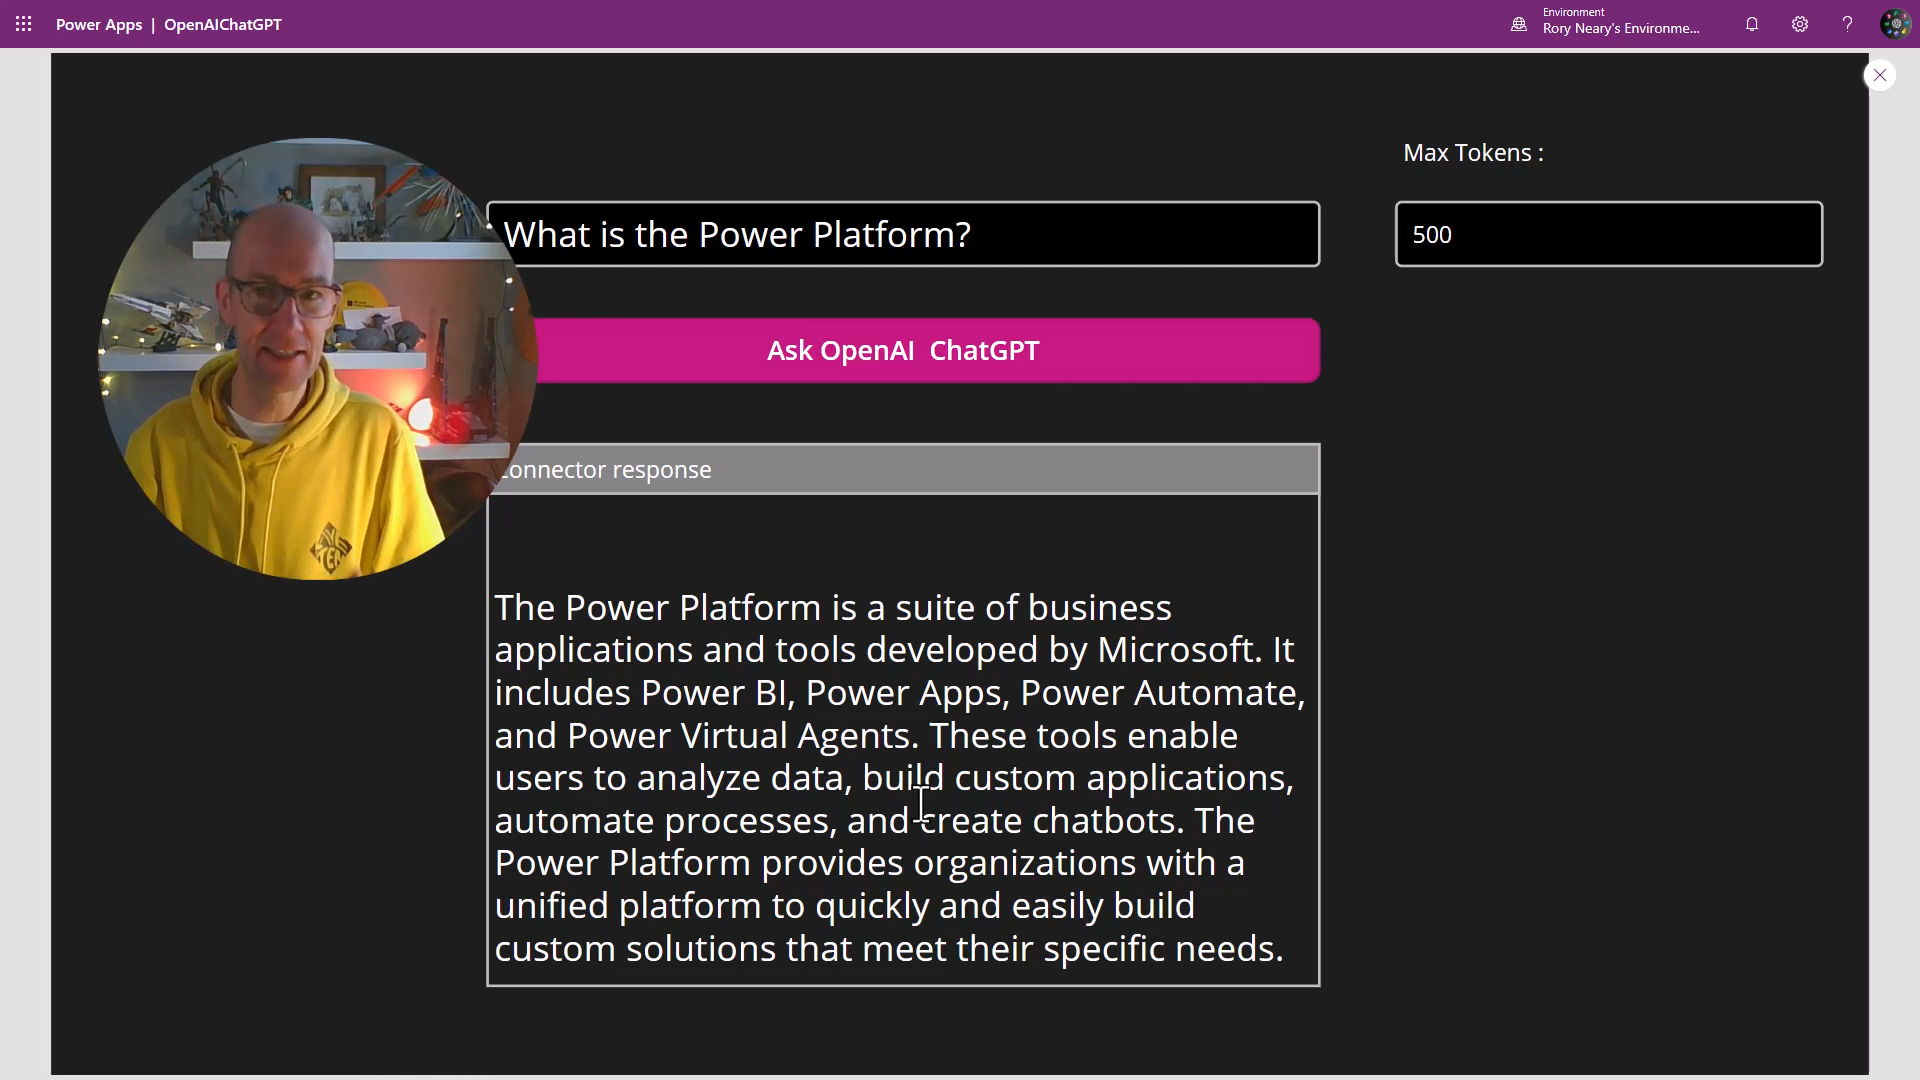 Power Apps | OpenAIChatGPT
Environment
Rory Neary's Environme...
Max Tokens :
What is the Power Platform?
500
Ask OpenAI  ChatGPT
onnector response
The Power Platform is a suite of business
applications and tools developed by Microsoft. It
includes Power BI, Power Apps, Power Automate,
and Power Virtual Agents. These tools enable
users to analyze data, build custom applications,
automate processes, and create chatbots. The
Power Platform provides organizations with a
unified platform to quickly and easily build
custom solutions that meet their specific needs.